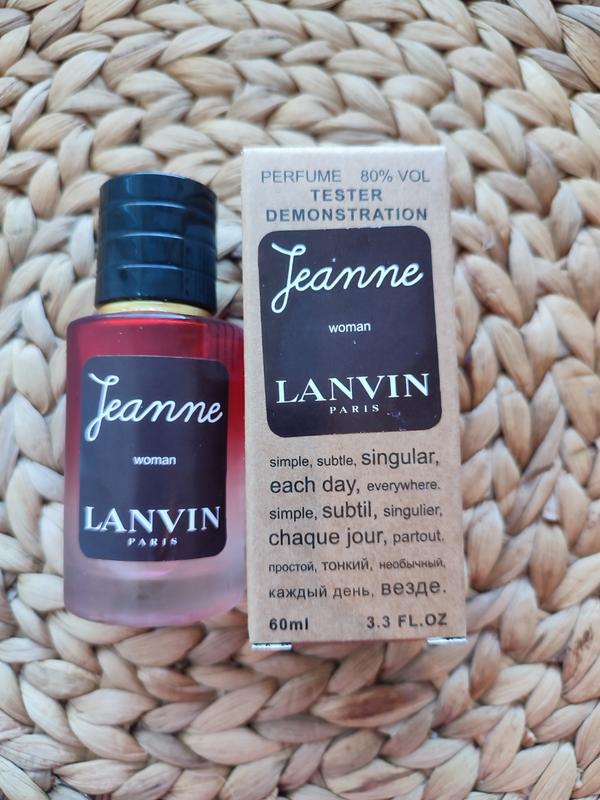 Jeanne
woman
LANVIN
PARIS
PERFUME 80% VOL
TESTER
DEMONSTRATION
Jeanne
woman
LANVIN
PARIS
simple, subtle, singular,
each day, everywhere.
simple, subtil, singulier,
chaque jour, partout.
простой, тонкий, необычный,
каждый день, везде.
60ml 3.3 FL.OZ